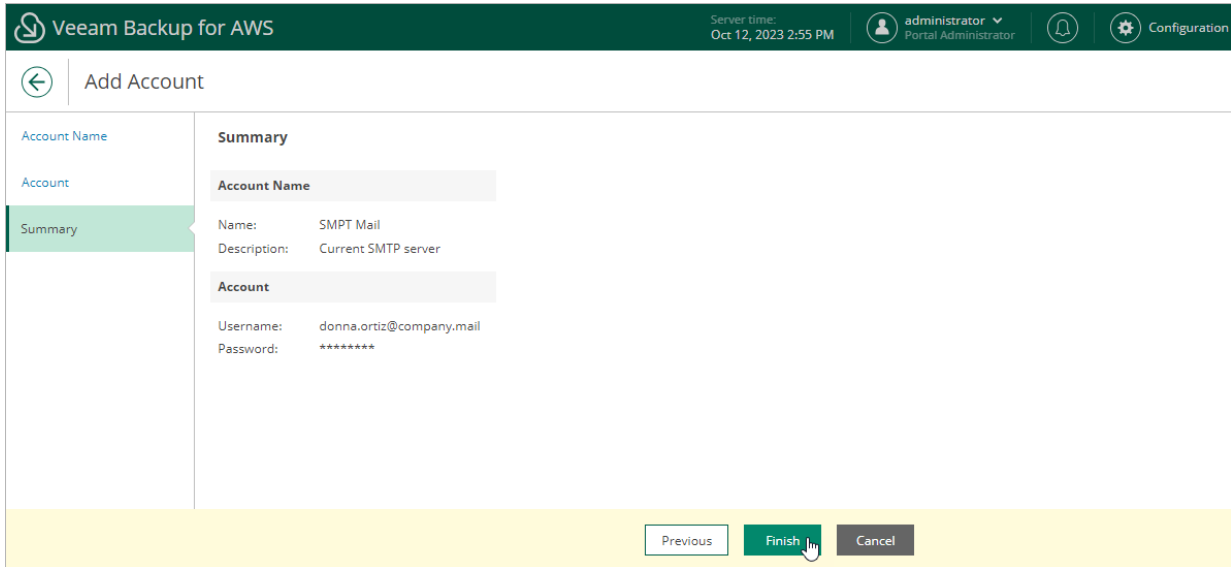 Veeam Backup for AWS
Server time:
Oct 12, 2023 2:55 PM
administrator
Portal Administrator
Configuration
Add Account
Account Name
Account
Summary
Summary
Account Name
Name: SMPT Mail
Description: Current SMTP server
Account
Username: donna.ortiz@company.mail
Password: ********
Previous
Finish
Cancel